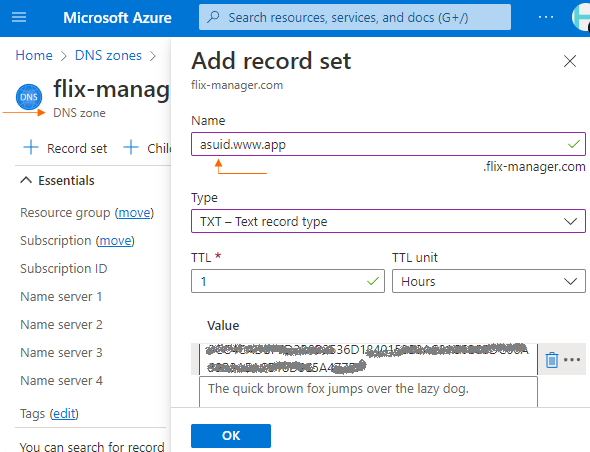 Microsoft Azure
Search resources, services, and docs (G+/)
Home > DNS zones >
flix-manag
DNS
DNS zone
+ Record set
+ Chil
Essentials
Resource group (move)
Subscription (move)
Subscription ID
Name server 1
Name server 2
Name server 3
Name server 4
Tags (edit)
You can search for record
Add record set
flix-manager.com
Name
asuid.www.app
.flix-manager.com
Type
TXT – Text record type
TTL *
TTL unit
1
Hours
Value
The quick brown fox jumps over the lazy dog.
OK